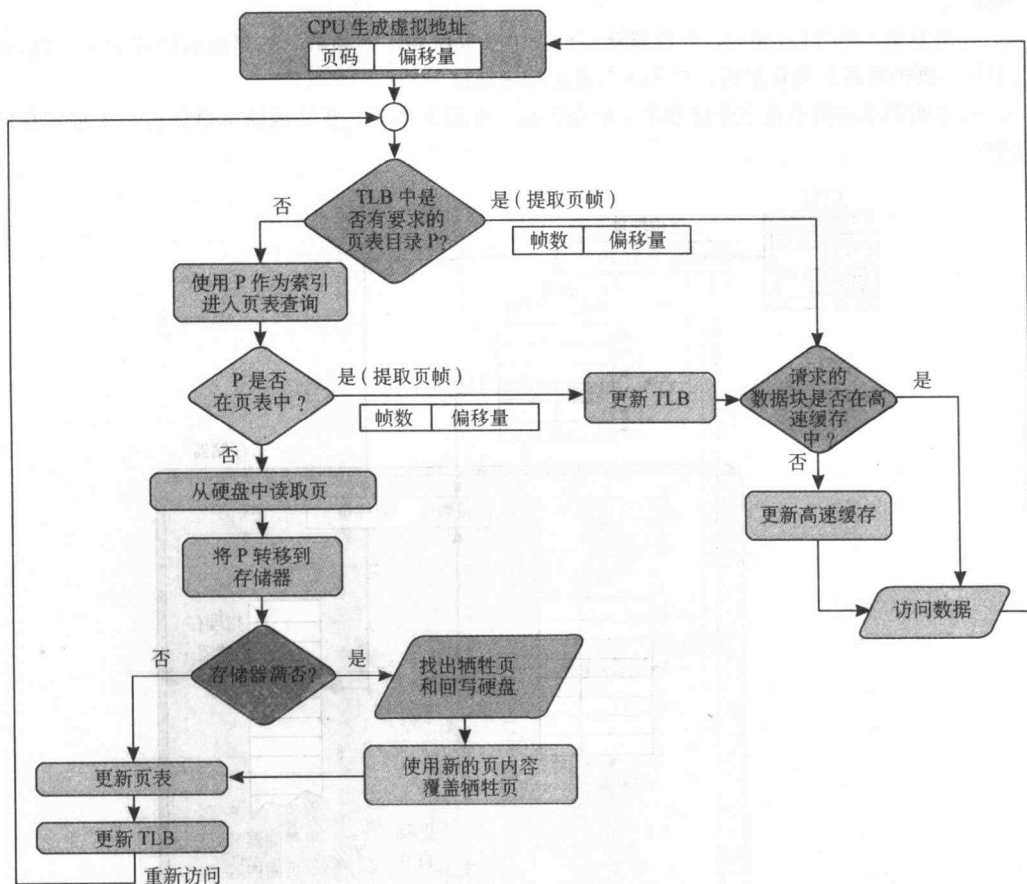 CPU 生成虚拟地址
页码 偏移量
TLB 中是
否有要求的
页表目录 P?
否
是（提取页帧）
帧数 偏移量
使用 P 作为索引
进入页表查询
P 是否
在页表中？
是（提取页帧）
帧数 偏移量
更新 TLB
请求的
数据块是否在高
速缓存
中？
是
否
否
从硬盘中读取页
更新高速缓存
将 P 转移到
存储器
访问数据
否
存储器满否?
是
找出牺牲页
和回写硬盘
更新页表
使用新的页内容
覆盖牺牲页
更新 TLB
重新访问